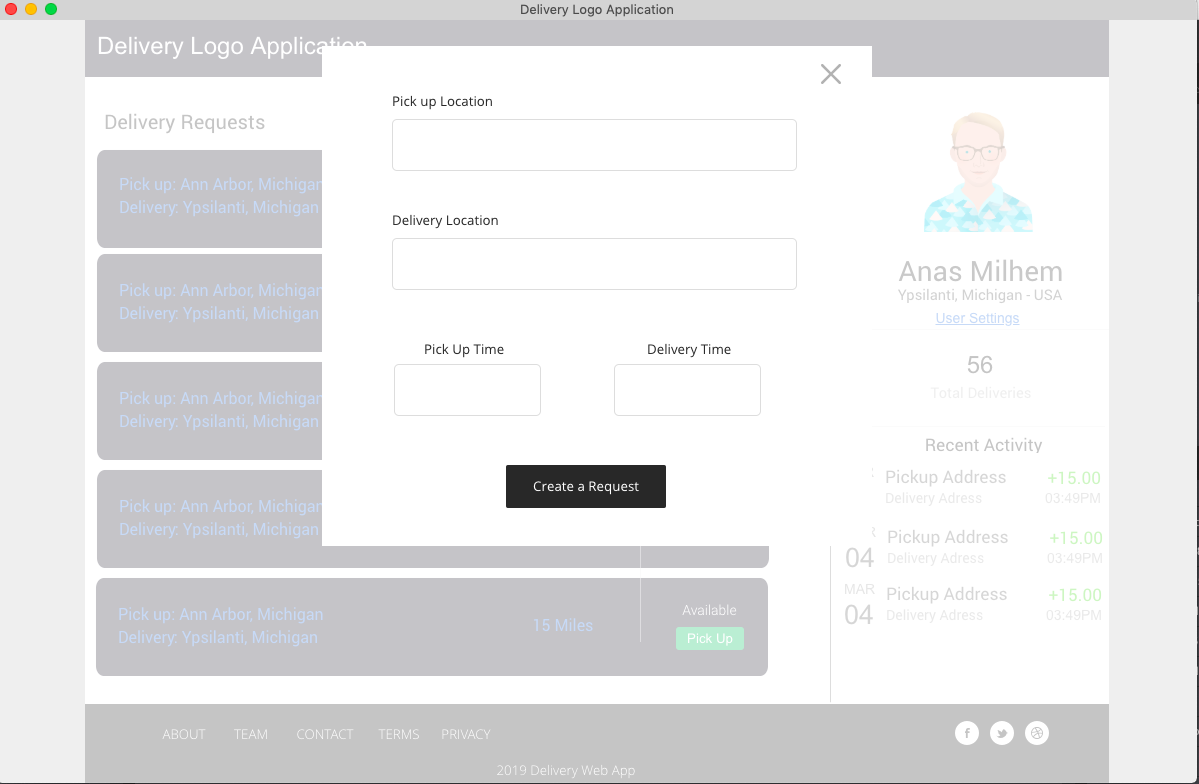 Delivery Logo Application
Delivery Logo Application
Pick up Location
Delivery Location
Pick Up Time
Delivery Time
Create a Request
Delivery Requests
Pick up: Ann Arbor, Michigan
Delivery: Ypsilanti, Michigan
Pick up: Ann Arbor, Michigan
Delivery: Ypsilanti, Michigan
Pick up: Ann Arbor, Michigan
Delivery: Ypsilanti, Michigan
Pick up: Ann Arbor, Michigan
Delivery: Ypsilanti, Michigan
Pick up: Ann Arbor, Michigan
Delivery: Ypsilanti, Michigan
15 Miles
Available
Pick Up
Anas Milhem
Ypsilanti, Michigan - USA
User Settings
56
Total Deliveries
Recent Activity
Pickup Address +15.00
Delivery Adress 03:49PM
Pickup Address +15.00
04 Delivery Adress 03:49PM
MAR Pickup Address +15.00
04 Delivery Adress 03:49PM
ABOUT TEAM CONTACT TERMS PRIVACY
2019 Delivery Web App